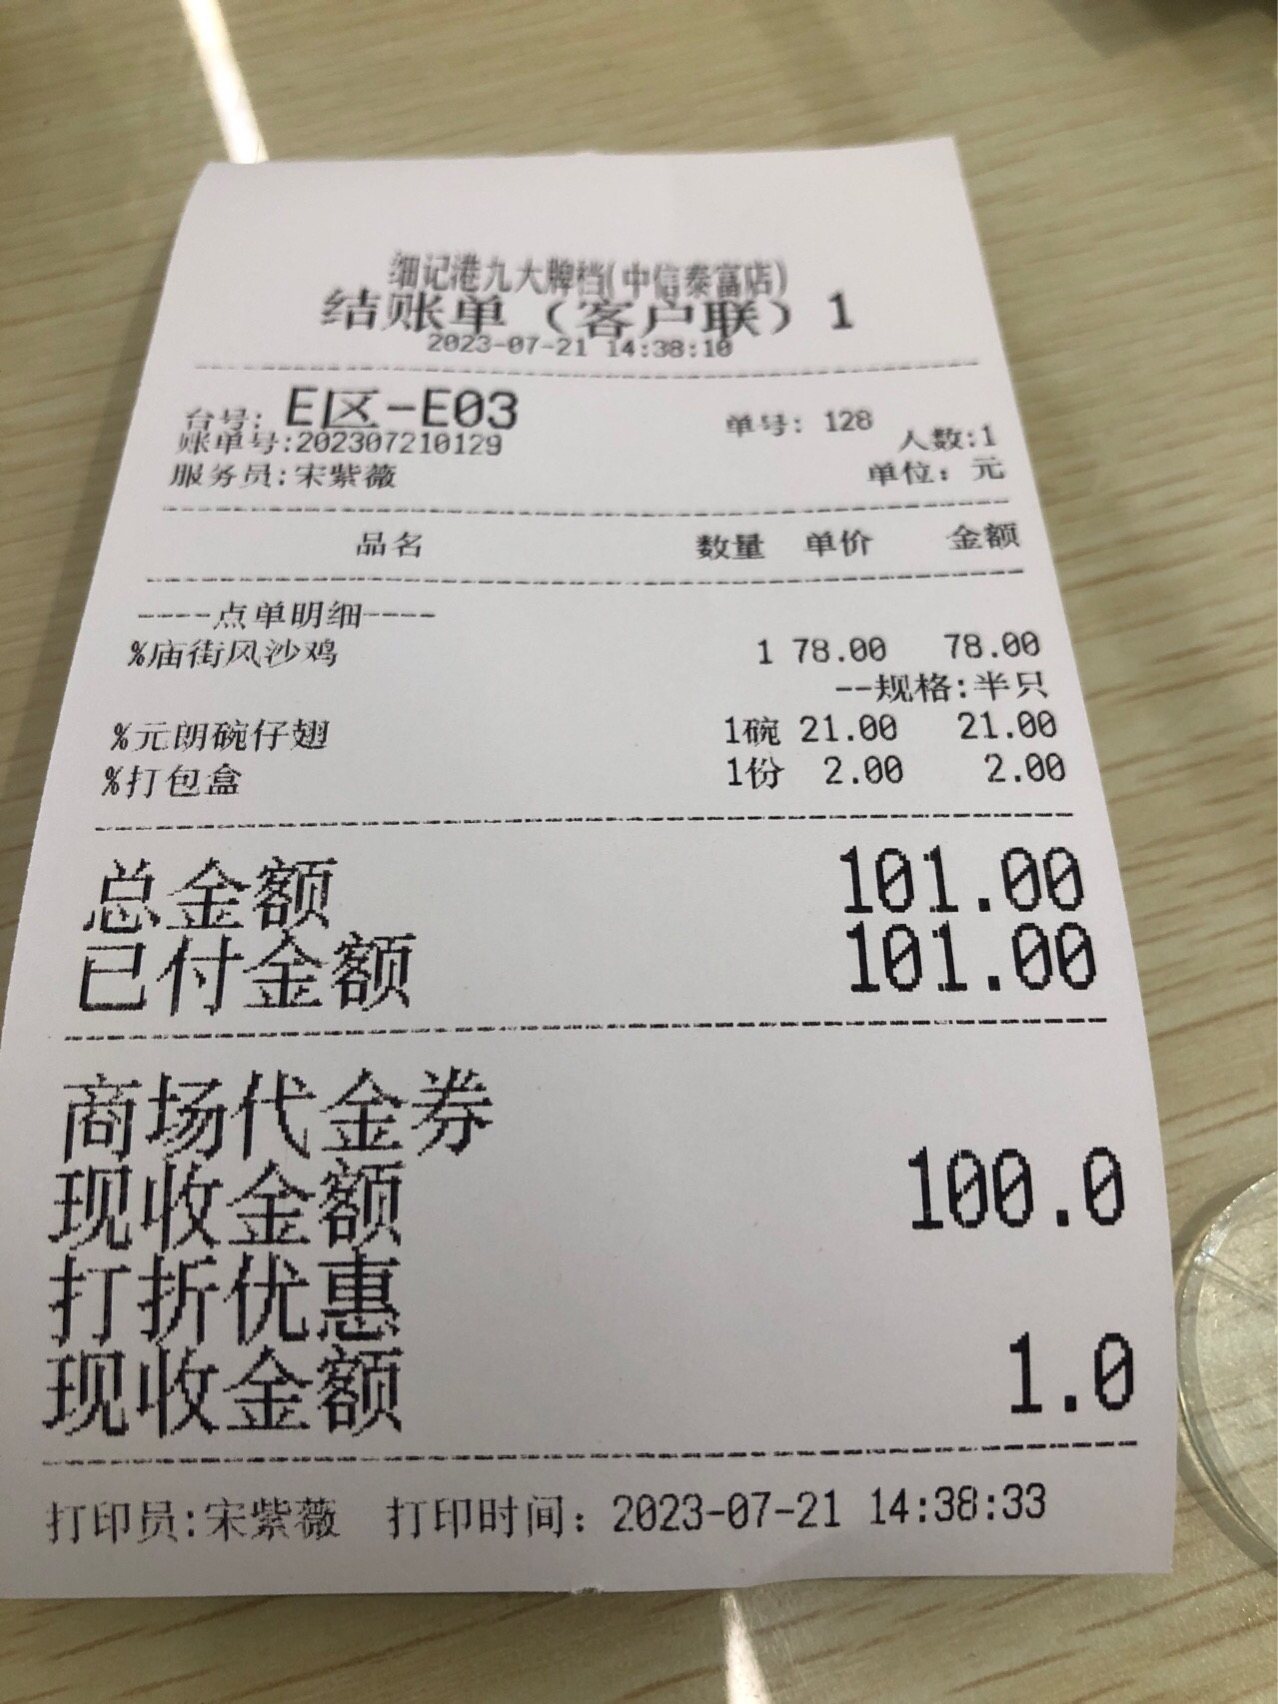 细记港九大牌档(中信泰富店)
结账单（客户联）1
2023-07-21 14:38:10
台号: E区-E03 单号: 128
账单号:202307210129 人数:1
服务员:宋紫薇 单位：元
品名 数量 单价 金额
----点单明细----
%庙街风沙鸡 1 78.00 78.00
--规格:半只
%元朗碗仔翅 1碗 21.00 21.00
%打包盒 1份 2.00 2.00
总金额 101.00
已付金额 101.00
商场代金券
现收金额 100.0
打折优惠
现收金额 1.0
打印员:宋紫薇 打印时间：2023-07-21 14:38:33